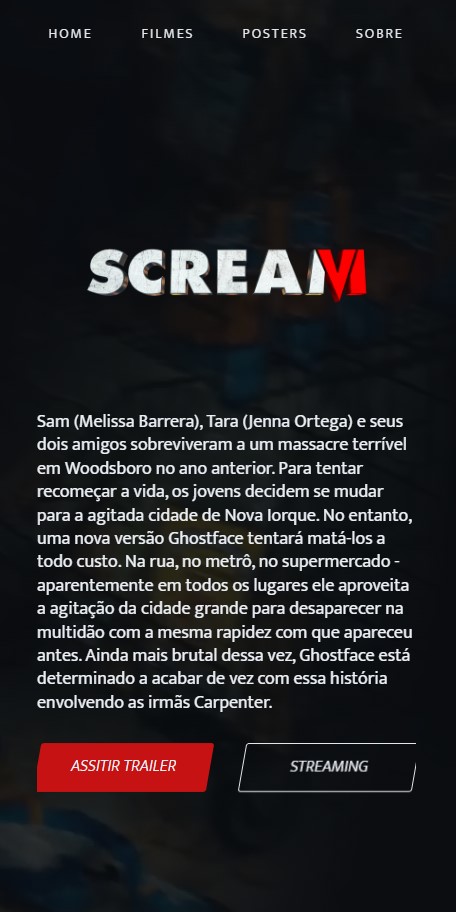 HOME FILMES POSTERS SOBRE
SCREAM VI
Sam (Melissa Barrera), Tara (Jenna Ortega) e seus
dois amigos sobreviveram a um massacre terrível
em Woodsboro no ano anterior. Para tentar
recomeçar a vida, os jovens decidem se mudar
para a agitada cidade de Nova Iorque. No entanto,
uma nova versão Ghostface tentará matá-los a
todo custo. Na rua, no metrô, no supermercado -
aparentemente em todos os lugares ele aproveita
a agitação da cidade grande para desaparecer na
multidão com a mesma rapidez com que apareceu
antes. Ainda mais brutal dessa vez, Ghostface está
determinado a acabar de vez com essa história
envolvendo as irmãs Carpenter.
ASSITIR TRAILER STREAMING